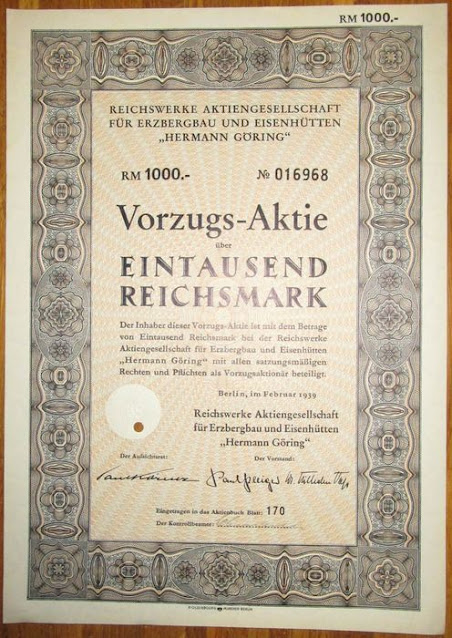 RM 1000.-
REICHSWERKE AKTIENGESELLSCHAFT
FÜR ERZBERGBAU UND EISENHÜTTEN
„HERMANN GÖRING“
RM 1000.- № 016968
Vorzugs-Aktie
über
EINTAUSEND
REICHSMARK
Der Inhaber dieser Vorzugs-Aktie ist mit dem Betrage
von Eintausend Reichsmark bei der Reichswerke
Aktiengesellschaft für Erzbergbau und Eisenhütten
„Hermann Göring“ mit allen satzungsmäßigen
Rechten und Pflichten als Vorzugsaktionär beteiligt.
Berlin, im Februar 1939
Reichswerke Aktiengesellschaft
für Erzbergbau und Eisenhütten
„Hermann Göring“
Der Aufsichtsrat: Der Vorstand:
Eingetragen in das Aktienbuch Blatt: 170
Der Kontrollbeamte: